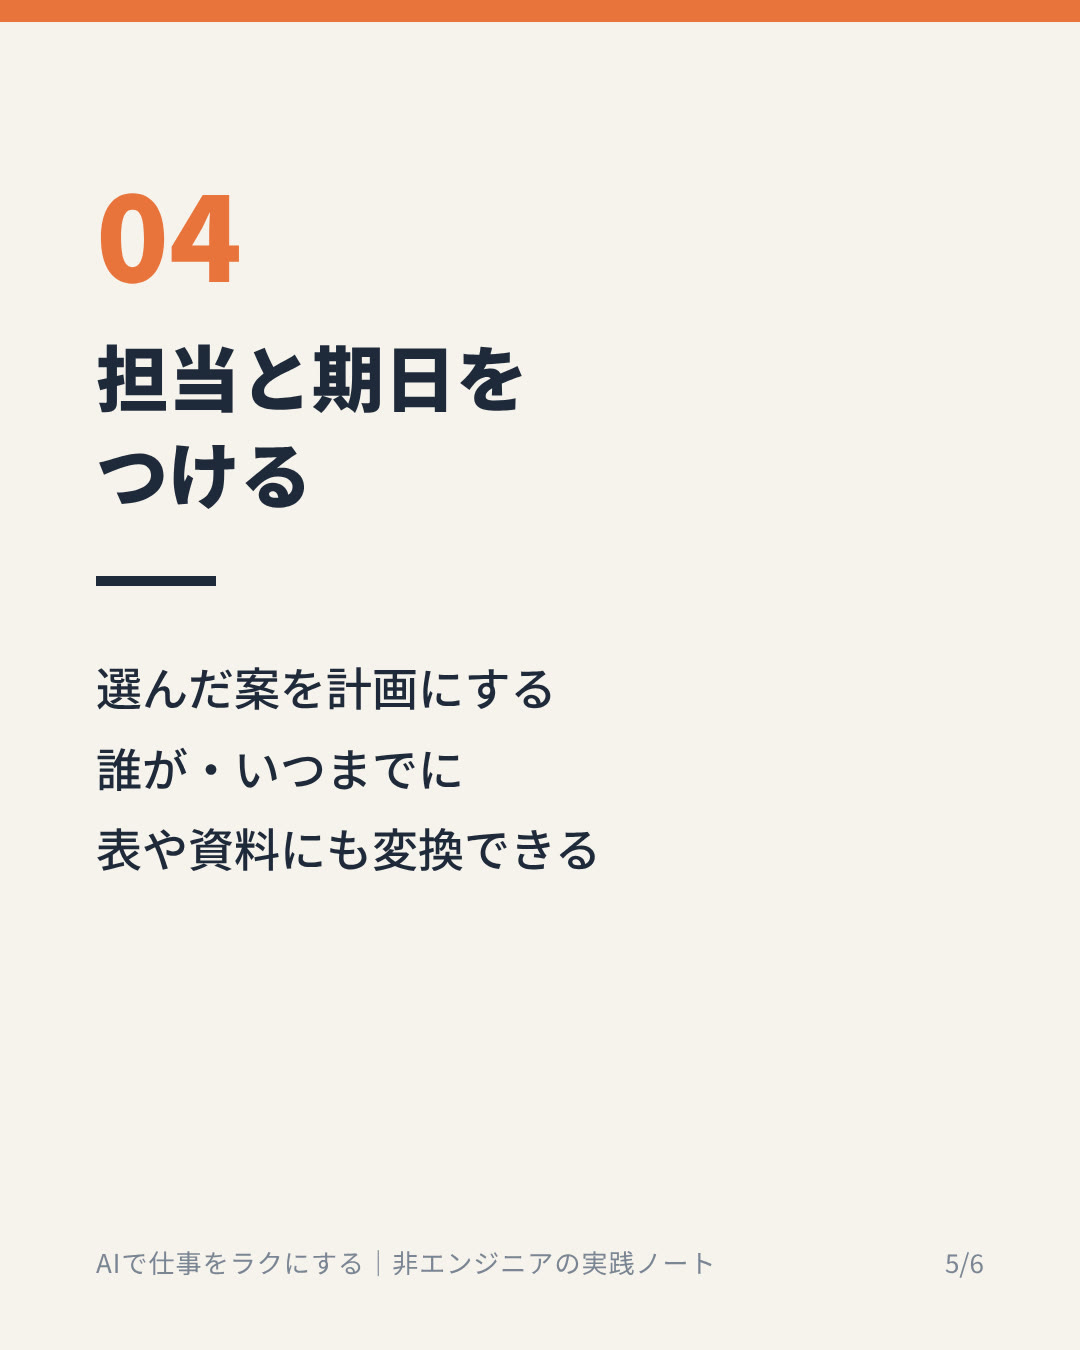 04
担当と期日を
つける
選んだ案を計画にする
誰が・いつまでに
表や資料にも変換できる
AIで仕事をラクにする｜非エンジニアの実践ノート
5/6